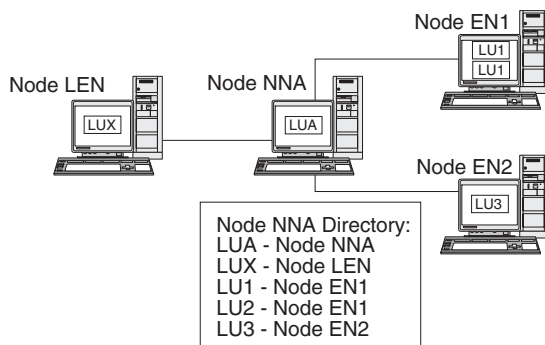 Node EN1
LU1
LU1
Node LEN
Node NNA
LUX
LUA
Node EN2
LU3
Node NNA Directory:
LUA - Node NNA
LUX - Node LEN
LU1 - Node EN1
LU2 - Node EN1
LU3 - Node EN2